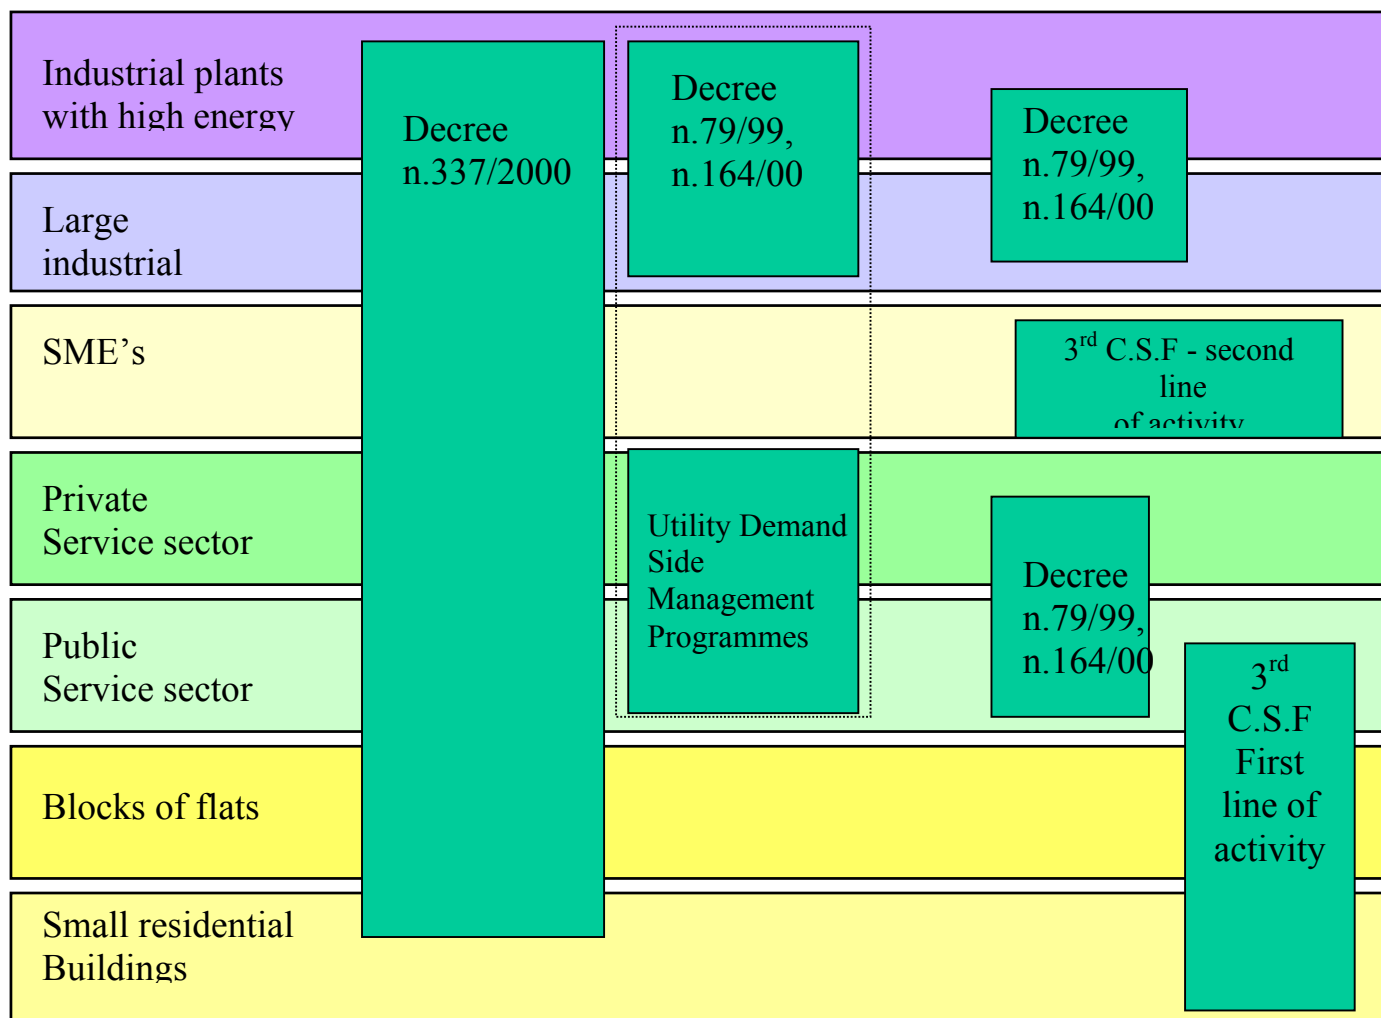 Industrial plants
with high energy
Decree
n.337/2000
Decree
n.79/99,
n.164/00
Decree
n.79/99,
n.164/00
Large
industrial
SME’s
3rd C.S.F - second
line
of activity
Private
Service sector
Utility Demand
Side
Management
Programmes
Decree
n.79/99,
n.164/00
Public
Service sector
3rd
C.S.F
First
line of
activity
Blocks of flats
Small residential
Buildings